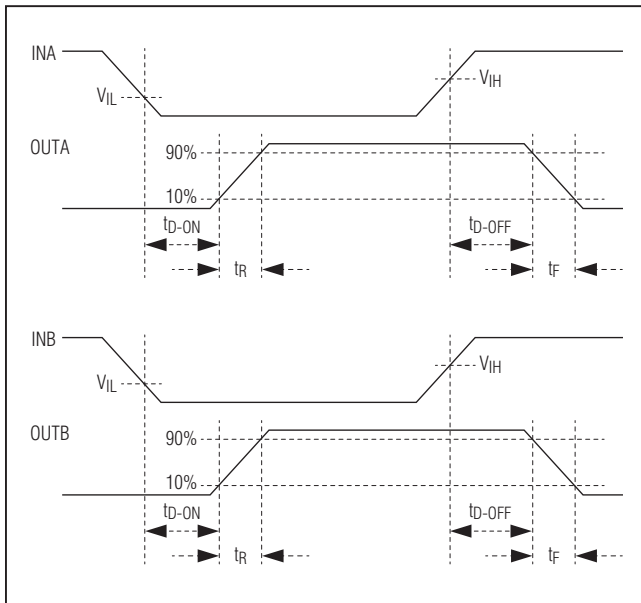 INA
VIL
VIH
OUTA
90%
10%
tD-ON
tD-OFF
tR
tF
INB
VIL
VIH
OUTB
90%
10%
tD-ON
tD-OFF
tR
tF